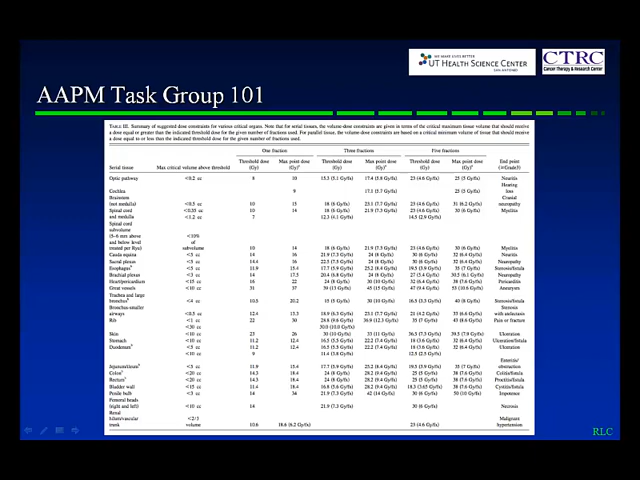 WE MAKE LIVES BETTER
UT HEALTH SCIENCE CENTER
SAN ANTONIO
CTRC
Cancer Therapy & Research Center
AAPM Task Group 101
TABLE III. Summary of suggested dose constraints for various critical organs. Note that for serial tissues, the volume-dose constraints are given in terms of the critical maximum tissue volume that should receive
a dose equal or greater than the indicated threshold dose for the given number of fractions used. For parallel tissue, the volume-dose constraints are based on a critical minimum volume of tissue that should receive
a dose equal to or less than the indicated threshold dose for the given number of fractions used.
One fraction Three fractions Five fractions
Serial tissue Max critical volume above threshold Threshold dose (Gy) Max point dose (Gy) Threshold dose (Gy) Max point dose (Gy) Threshold dose (Gy) Max point dose (Gy) End point (≥Grade3)
Optic pathway <0.2 cc 8 10 15.3 (5.1 Gy/fx) 17.4 (5.8 Gy/fx) 23 (4.6 Gy/fx) 25 (5 Gy/fx) Neuritis
Cochlea 9 17.1 (5.7 Gy/fx) 25 (5 Gy/fx) Hearing loss
Brainstem (not medulla) <0.5 cc 10 15 18 (6 Gy/fx) 23.1 (7.7 Gy/fx) 23 (4.6 Gy/fx) 31 (6.2 Gy/fx) Cranial neuropathy
Spinal cord and medulla <0.35 cc 10 14 18 (6 Gy/fx) 21.9 (7.3 Gy/fx) 23 (4.6 Gy/fx) 30 (6 Gy/fx) Myelitis
<1.2 cc 7 12.3 (4.1 Gy/fx) 14.5 (2.9 Gy/fx)
Spinal cord subvolume (5–6 mm above and below level treated per Ryu) <10% of subvolume 10 14 18 (6 Gy/fx) 21.9 (7.3 Gy/fx) 23 (4.6 Gy/fx) 30 (6 Gy/fx) Myelitis
Cauda equina <5 cc 14 16 21.9 (7.3 Gy/fx) 24 (8 Gy/fx) 30 (6 Gy/fx) 32 (6.4 Gy/fx) Neuritis
Sacral plexus <5 cc 14.4 16 22.5 (7.5 Gy/fx) 24 (8 Gy/fx) 30 (6 Gy/fx) 32 (6.4 Gy/fx) Neuropathy
Esophagus <5 cc 11.9 15.4 17.7 (5.9 Gy/fx) 25.2 (8.4 Gy/fx) 19.5 (3.9 Gy/fx) 35 (7 Gy/fx) Stenosis/fistula
Brachial plexus <3 cc 14 17.5 20.4 (6.8 Gy/fx) 24 (8 Gy/fx) 27 (5.4 Gy/fx) 30.5 (6.1 Gy/fx) Neuropathy
Heart/pericardium <15 cc 16 22 24 (8 Gy/fx) 30 (10 Gy/fx) 32 (6.4 Gy/fx) 38 (7.6 Gy/fx) Pericarditis
Great vessels <10 cc 31 37 39 (13 Gy/fx) 45 (15 Gy/fx) 47 (9.4 Gy/fx) 53 (10.6 Gy/fx) Aneurysm
Trachea and large bronchus <4 cc 10.5 20.2 15 (5 Gy/fx) 30 (10 Gy/fx) 16.5 (3.3 Gy/fx) 40 (8 Gy/fx) Stenosis/fistula
Bronchus-smaller airways <0.5 cc 12.4 13.3 18.9 (6.3 Gy/fx) 23.1 (7.7 Gy/fx) 21 (4.2 Gy/fx) 33 (6.6 Gy/fx) Stenosis with atelectasis
Rib <1 cc 22 30 28.8 (9.6 Gy/fx) 36.9 (12.3 Gy/fx) 35 (7 Gy/fx) 43 (8.6 Gy/fx) Pain or fracture
<30 cc 30.0 (10.0 Gy/fx)
Skin <10 cc 23 26 30 (10 Gy/fx) 33 (11 Gy/fx) 36.5 (7.3 Gy/fx) 39.5 (7.9 Gy/fx) Ulceration
Stomach <10 cc 11.2 12.4 16.5 (5.5 Gy/fx) 22.2 (7.4 Gy/fx) 18 (3.6 Gy/fx) 32 (6.4 Gy/fx) Ulceration/fistula
Duodenum <5 cc 11.2 12.4 16.5 (5.5 Gy/fx) 22.2 (7.4 Gy/fx) 18 (3.6 Gy/fx) 32 (6.4 Gy/fx) Ulceration
<10 cc 9 11.4 (3.8 Gy/fx) 12.5 (2.5 Gy/fx)
Jejunum/ileum <5 cc 11.9 15.4 17.7 (5.9 Gy/fx) 25.2 (8.4 Gy/fx) 19.5 (3.9 Gy/fx) 35 (7 Gy/fx) Enteritis/obstruction
Colon <20 cc 14.3 18.4 24 (8 Gy/fx) 28.2 (9.4 Gy/fx) 25 (5 Gy/fx) 38 (7.6 Gy/fx) Colitis/fistula
Rectum <20 cc 14.3 18.4 24 (8 Gy/fx) 28.2 (9.4 Gy/fx) 25 (5 Gy/fx) 38 (7.6 Gy/fx) Proctitis/fistula
Bladder wall <15 cc 11.4 18.4 16.8 (5.6 Gy/fx) 28.2 (9.4 Gy/fx) 18.3 (3.65 Gy/fx) 38 (7.6 Gy/fx) Cystitis/fistula
Penile bulb <3 cc 14 34 21.9 (7.3 Gy/fx) 42 (14 Gy/fx) 30 (6 Gy/fx) 50 (10 Gy/fx) Impotence
Femoral heads (right and left) <10 cc 14 21.9 (7.3 Gy/fx) 30 (6 Gy/fx) Necrosis
Renal hilum/vascular trunk <2/3 volume 10.6 18.6 (6.2 Gy/fx) 23 (4.6 Gy/fx) Malignant hypertension
RLC